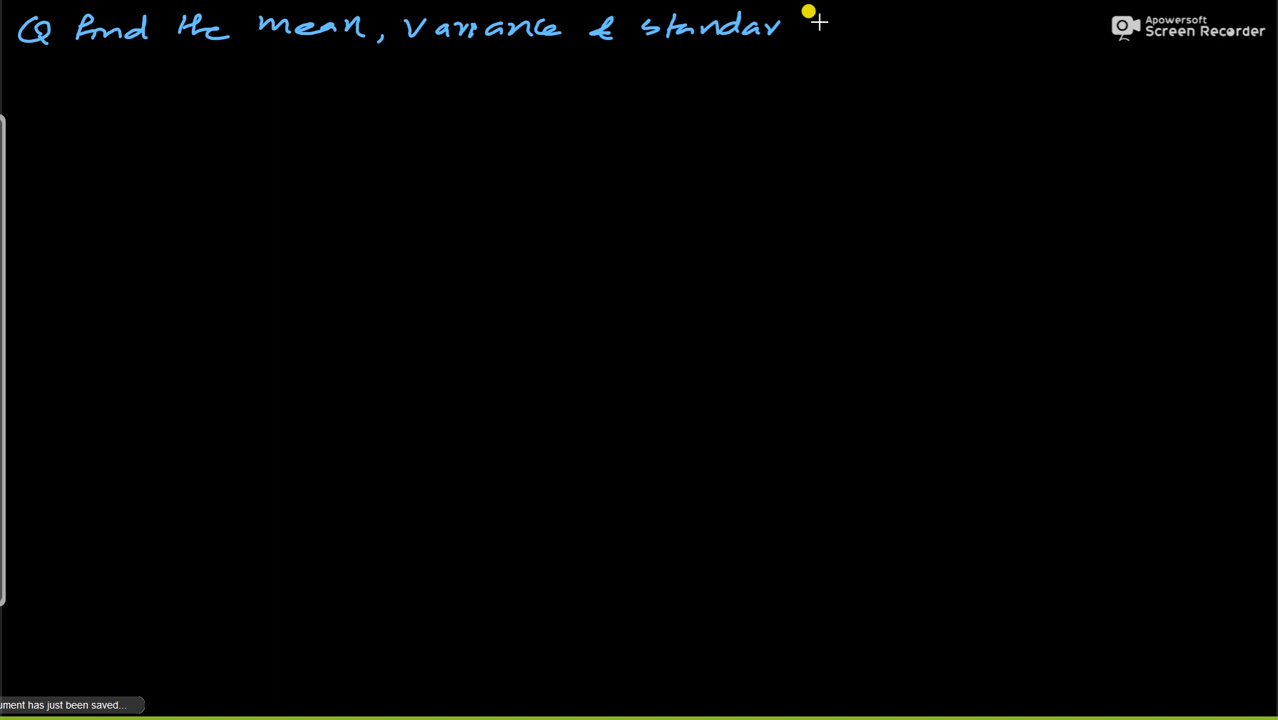 Q find the mean, variance & standar
Apowersoft
Screen Recorder
ument has just been saved...